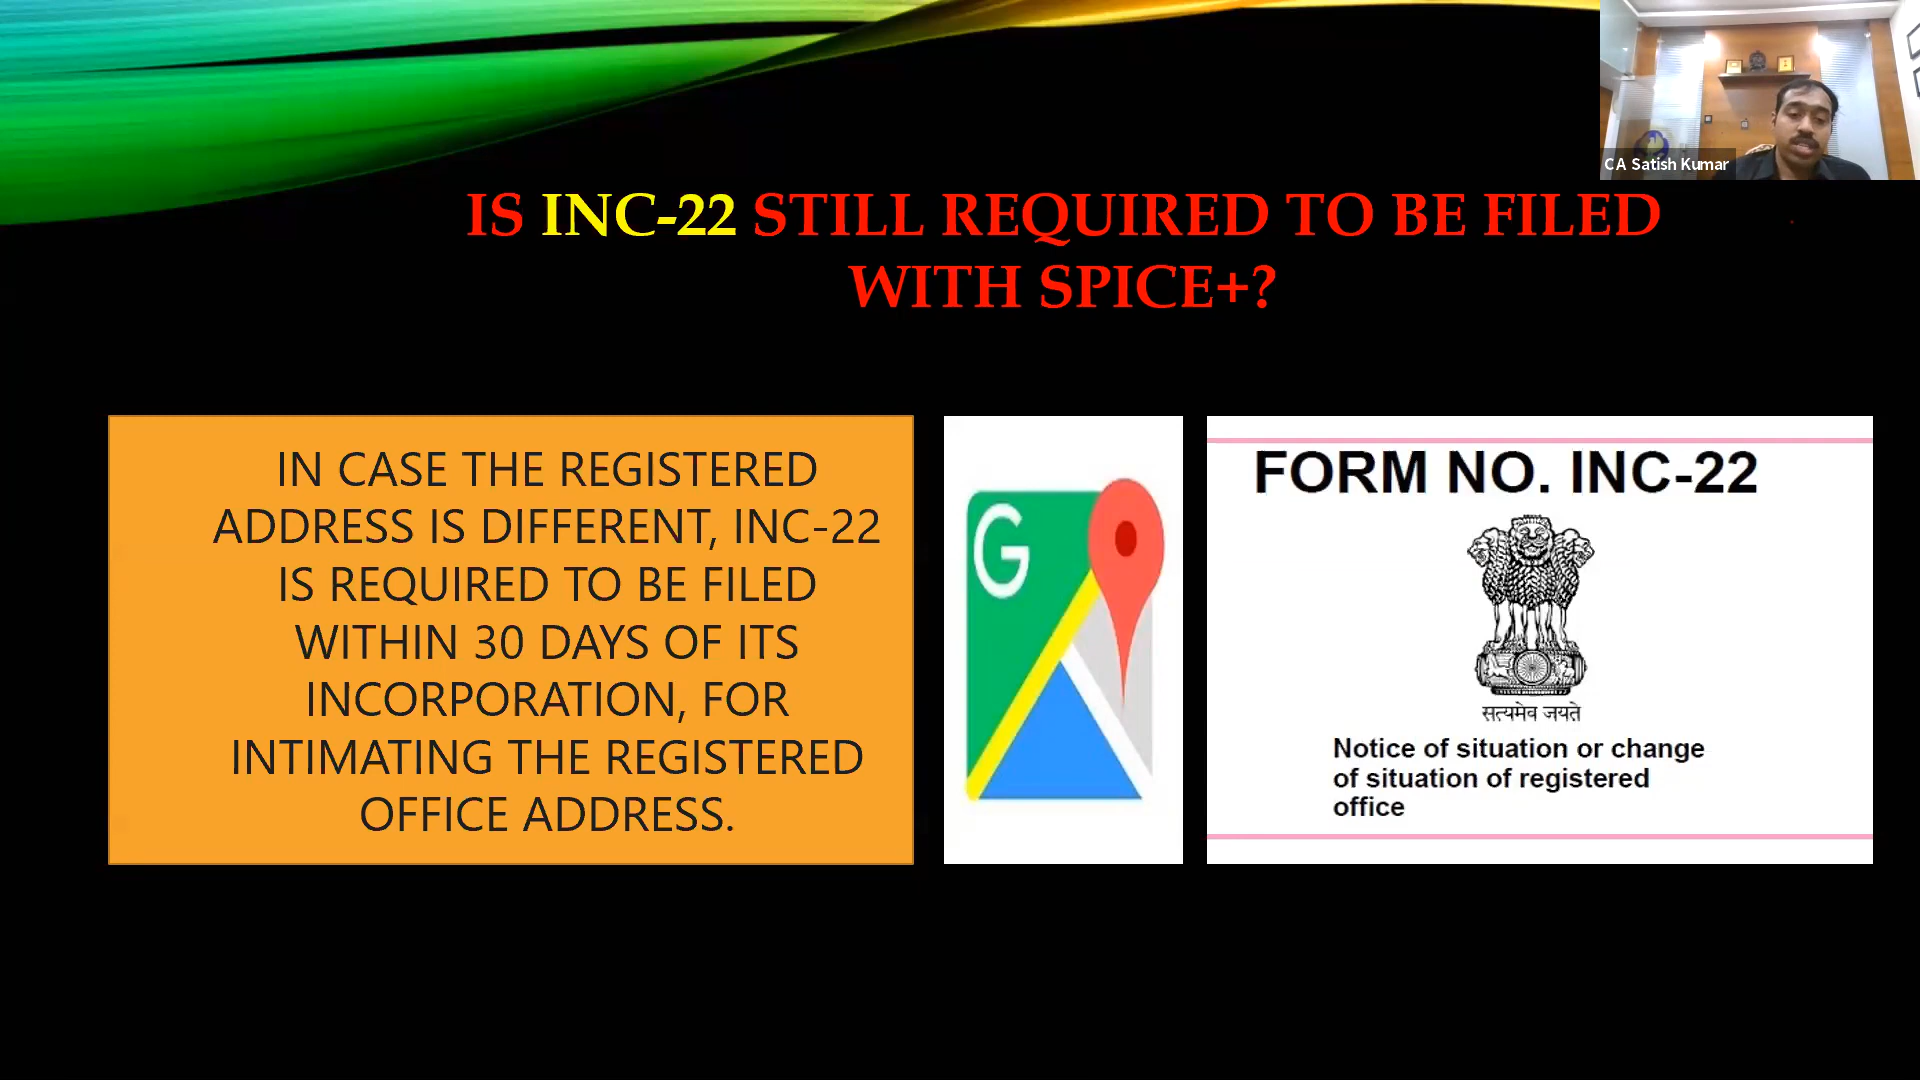 CA Satish Kumar
IS INC-22 STILL REQUIRED TO BE FILED
WITH SPICE+?
IN CASE THE REGISTERED
ADDRESS IS DIFFERENT, INC-22
IS REQUIRED TO BE FILED
WITHIN 30 DAYS OF ITS
INCORPORATION, FOR
INTIMATING THE REGISTERED
OFFICE ADDRESS.
G
FORM NO. INC-22
सत्यमेव जयते
Notice of situation or change
of situation of registered
office